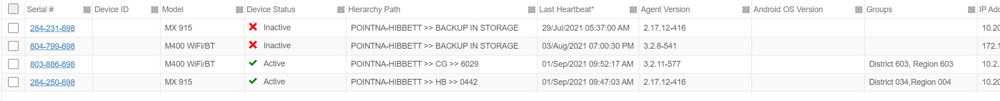 Serial # Device ID Model Device Status Hierarchy Path Last Heartbeat* Agent Version Android OS Version Groups IP
284-231-698 MX 915 Inactive POINTNA-HIBBETT >> BACKUP IN STORAGE 29/Jul/2021 05:37:00 AM 2.17.12-416 10.20
804-799-698 M400 WiFi/BT Inactive POINTNA-HIBBETT >> BACKUP IN STORAGE 03/Aug/2021 07:00:30 PM 3.2.8-541 172.1
803-886-698 M400 WiFi/BT Active POINTNA-HIBBETT >> CG >> 6029 01/Sep/2021 09:52:17 AM 3.2.11-577 District 603, Region 603 10.2.
284-250-698 MX 915 Active POINTNA-HIBBETT >> HB >> 0442 01/Sep/2021 09:47:03 AM 2.17.12-416 District 034,Region 004 10.20